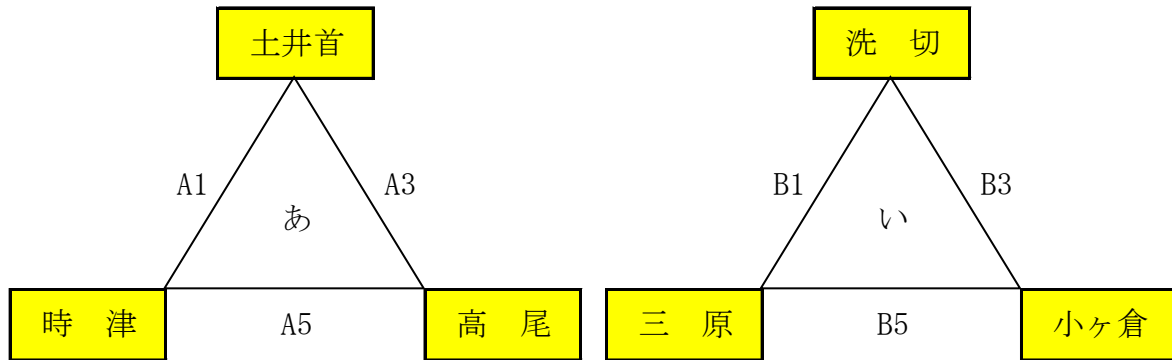 土井首
洗 切
A1
A3
B1
B3
あ
い
時 津
A5
高 尾
三 原
B5
小ヶ倉